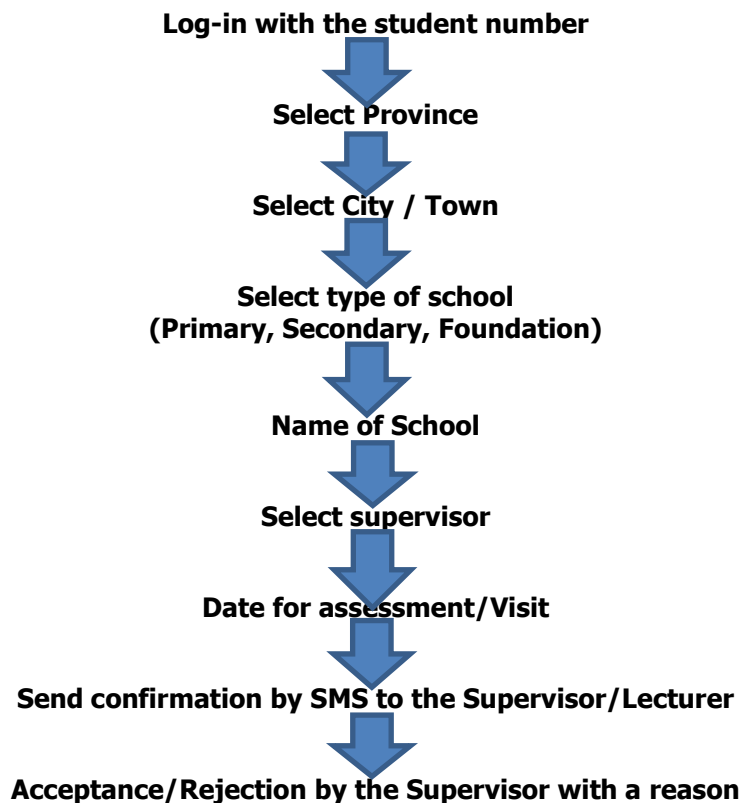 Log-in with the student number
Select Province
Select City / Town
Select type of school
(Primary, Secondary, Foundation)
Name of School
Select supervisor
Date for assessment/Visit
Send confirmation by SMS to the Supervisor/Lecturer
Acceptance/Rejection by the Supervisor with a reason